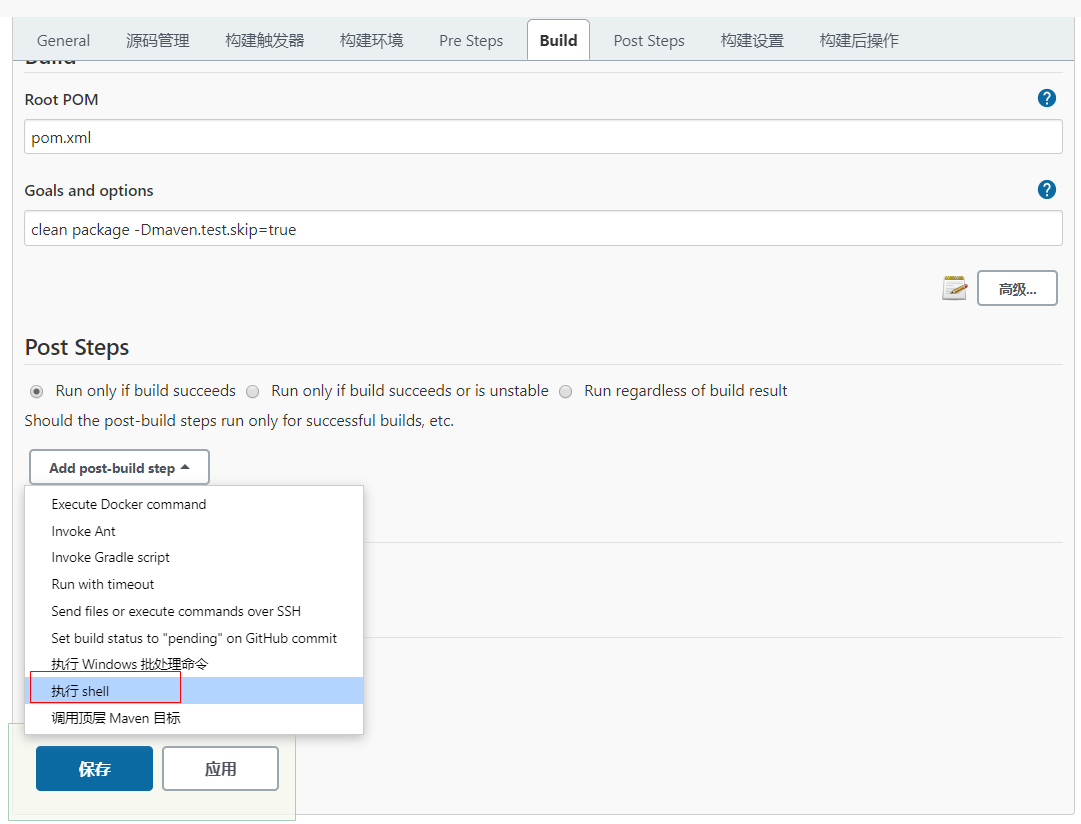 General 源码管理 构建触发器 构建环境 Pre Steps Build Post Steps 构建设置 构建后操作
Build
Root POM
pom.xml
Goals and options
clean package -Dmaven.test.skip=true
高级...
Post Steps
Run only if build succeeds Run only if build succeeds or is unstable Run regardless of build result
Should the post-build steps run only for successful builds, etc.
Add post-build step
Execute Docker command
Invoke Ant
Invoke Gradle script
Run with timeout
Send files or execute commands over SSH
Set build status to "pending" on GitHub commit
执行 Windows 批处理命令
执行 shell
调用顶层 Maven 目标
保存 应用